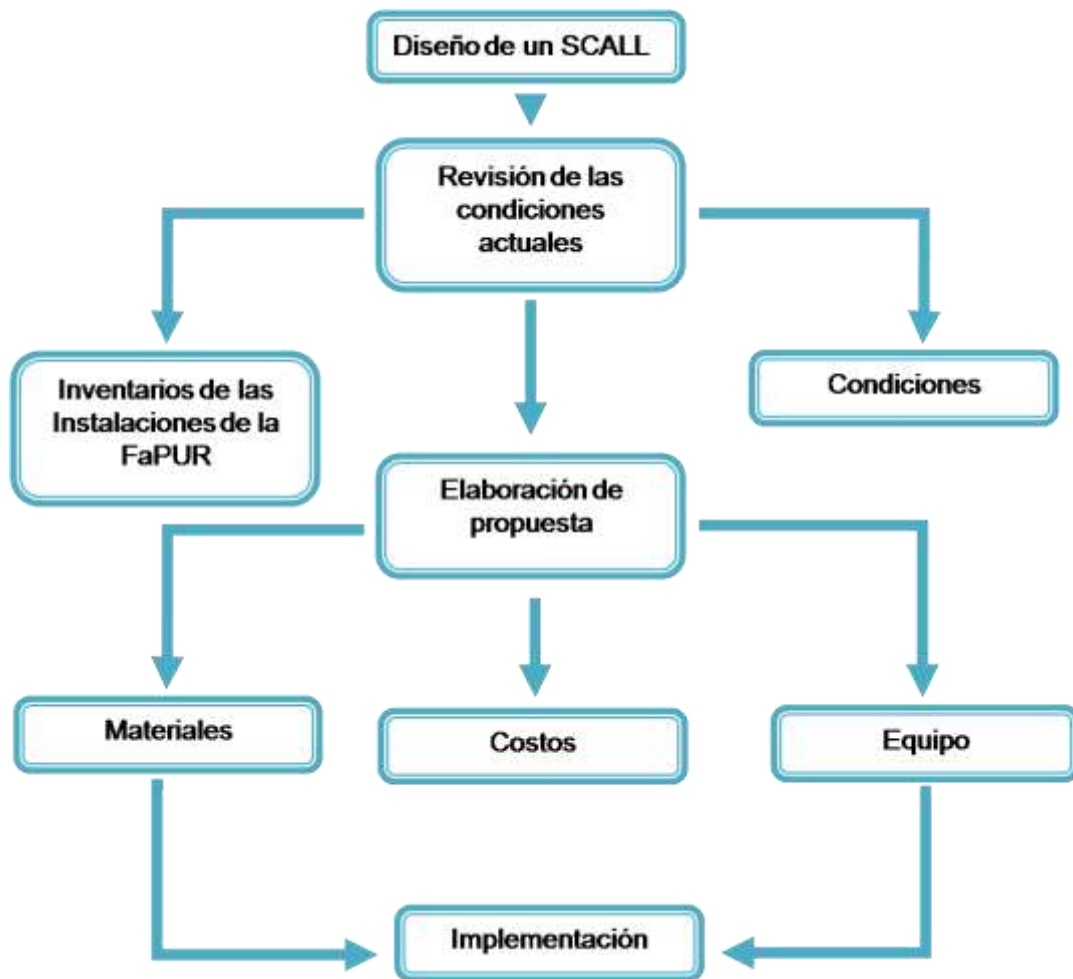 Diseño de un SCALL
Revisión de las
condiciones
actuales
Inventarios de las
Instalaciones de la
FaPUR
Condiciones
Elaboración de
propuesta
Materiales
Costos
Equipo
Implementación